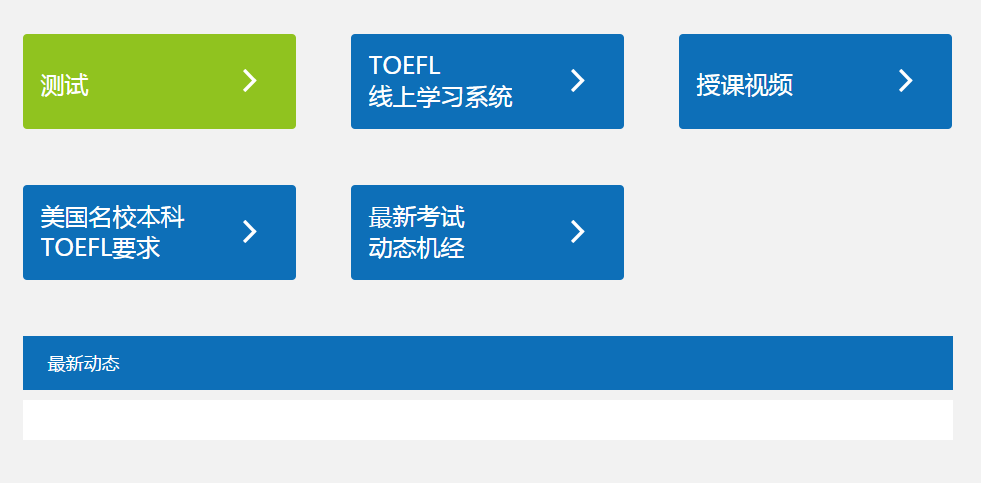 测试
TOEFL
线上学习系统
授课视频
美国名校本科
TOEFL要求
最新考试
动态机经
最新动态